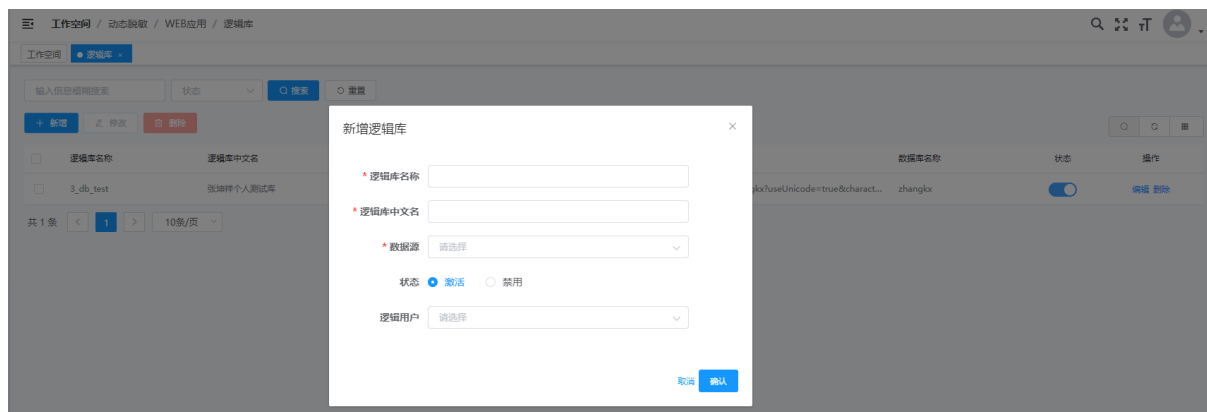 工作空间 / 动态脱敏 / WEB应用 / 逻辑库
工作空间 逻辑库 ×
输入信息模糊搜索 状态 搜索 重置
+ 新增 修改 删除
新增逻辑库
逻辑库名称 逻辑库中文名 数据库名称 状态 操作
* 逻辑库名称
3_db_test 张坤祥个人测试库 gkx?useUnicode=true&charact... zhangkx 编辑 删除
* 逻辑库中文名
共 1 条 < 1 > 10条/页
* 数据源 请选择
状态 激活 禁用
逻辑用户 请选择
取消 确认